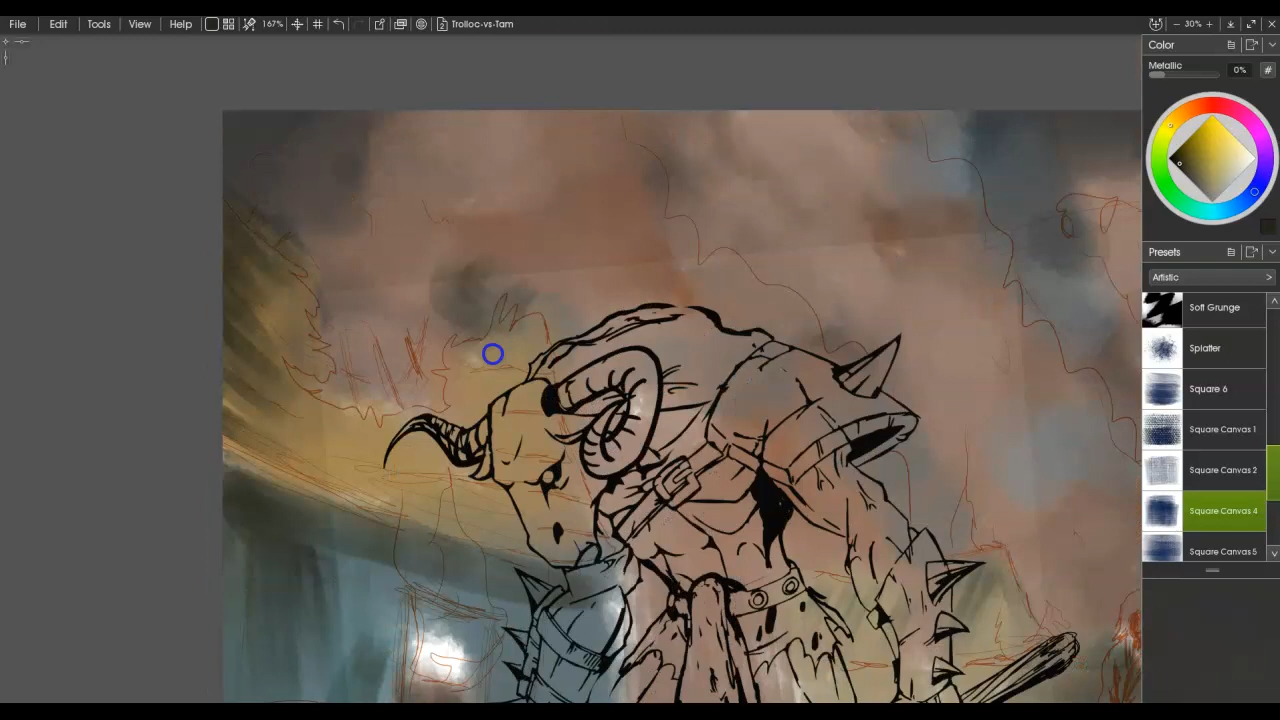 File Edit Tools View Help 167% Trolloc-vs-Tam − 30% +
Color
Metallic
0% #
Presets
Artistic >
Soft Grunge
Splatter
Square 6
Square Canvas 1
Square Canvas 2
Square Canvas 4
Square Canvas 5